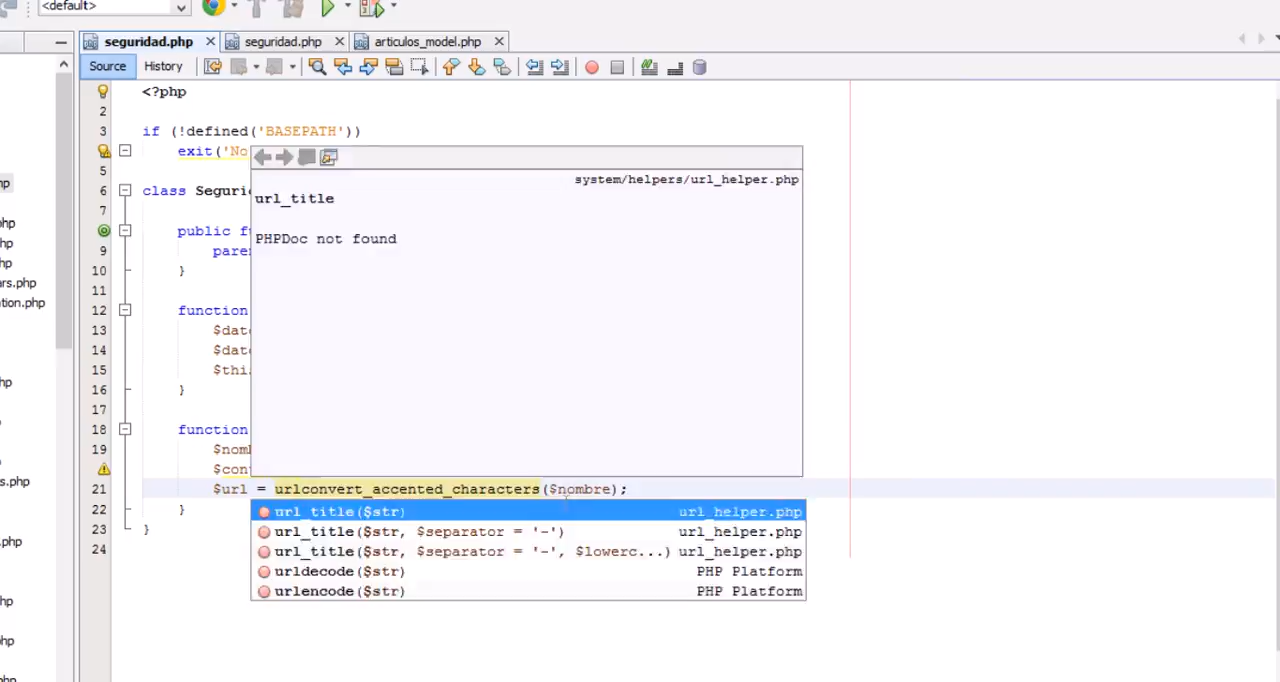 <default>
seguridad.php
seguridad.php
articulos_model.php
Source
History
<?php
2
3 if (!defined('BASEPATH'))
exit('No
5
6 class Seguri
7
public f
9 pare
10 }
11
12 function
13 $dat
14 $dat
15 $thi
16 }
17
18 function
19 $nom
$con
21 $url = urlconvert_accented_characters($nombre);
22 }
23 }
24
system/helpers/url_helper.php
url_title
PHPDoc not found
url_title($str) url_helper.php
url_title($str, $separator = '-') url_helper.php
url_title($str, $separator = '-', $lowerc...) url_helper.php
urldecode($str) PHP Platform
urlencode($str) PHP Platform